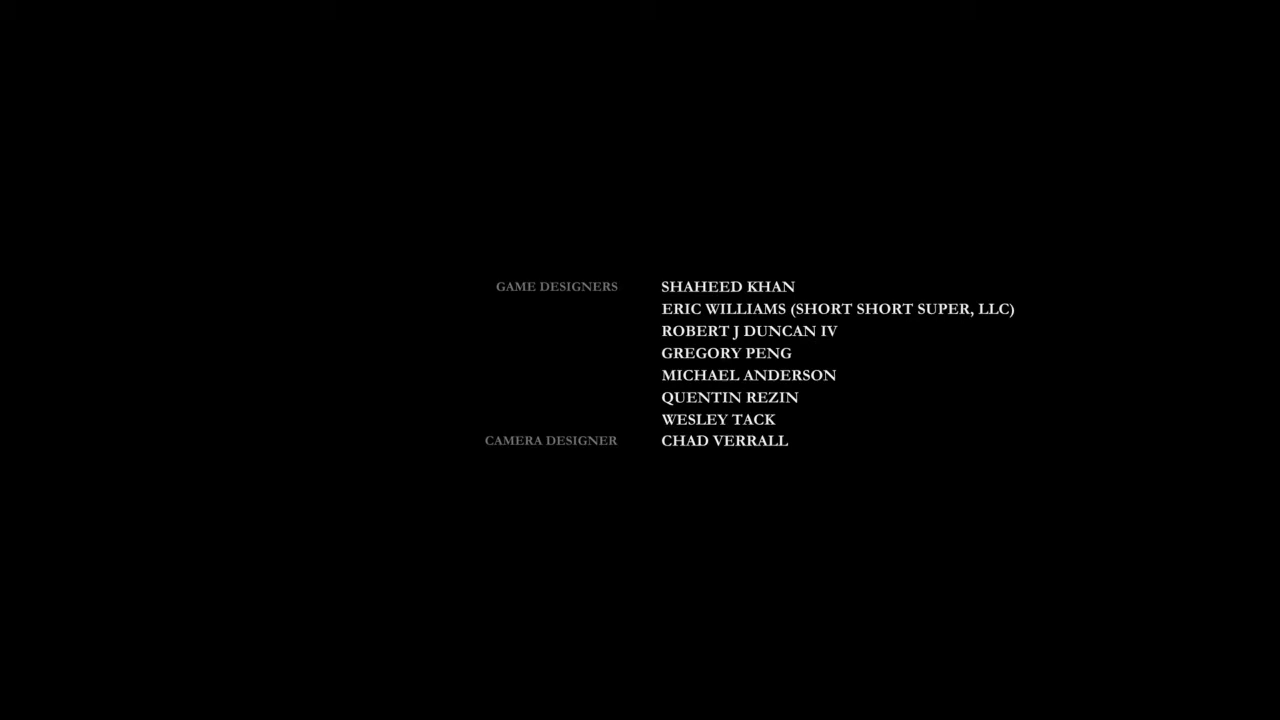 GAME DESIGNERS SHAHEED KHAN
ERIC WILLIAMS (SHORT SHORT SUPER, LLC)
ROBERT J DUNCAN IV
GREGORY PENG
MICHAEL ANDERSON
QUENTIN REZIN
WESLEY TACK
CAMERA DESIGNER CHAD VERRALL